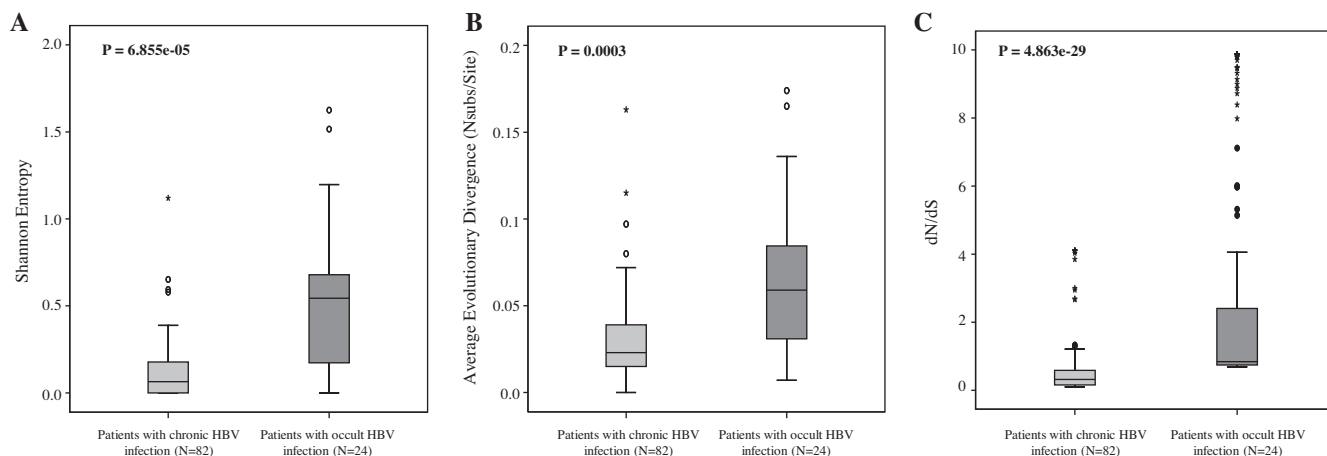 A
P = 6.855e-05
Shannon Entropy
2.0
1.5
1.0
0.5
0.0
Patients with chronic HBV
infection (N=82)
Patients with occult HBV
infection (N=24)
B
P = 0.0003
Average Evolutionary Divergence (Nsubs/Site)
0.2
0.15
0.1
0.05
0.0
Patients with chronic HBV
infection (N=82)
Patients with occult HBV
infection (N=24)
C
P = 4.863e-29
dN/dS
10
8
6
4
2
0
Patients with chronic HBV
infection (N=82)
Patients with occult HBV
infection (N=24)